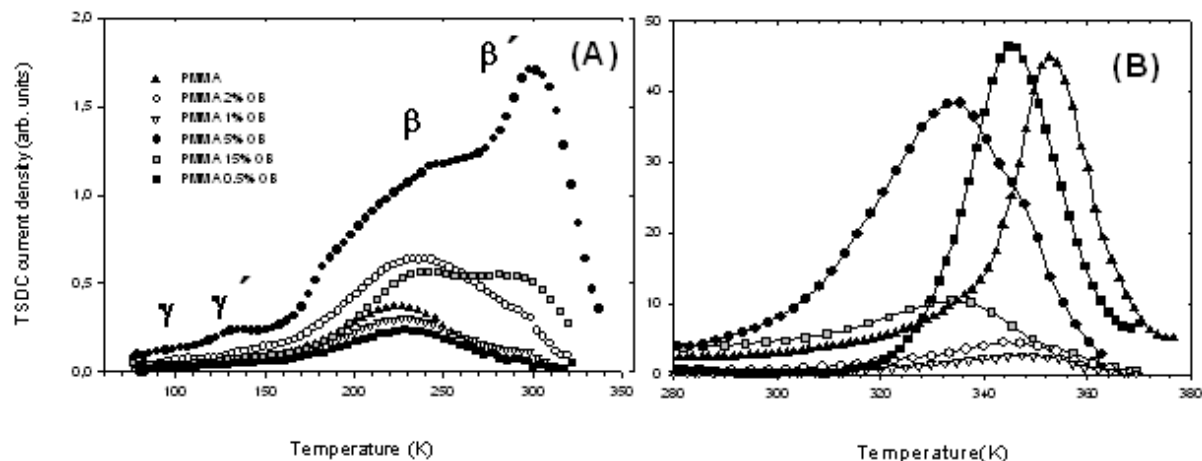 2,0
1,5
1,0
0,5
0,0
TSDC current density (arb. units)
(A)
β´
β
γ
γ´
PMMA
PMMA 2% OB
PMMA 1% OB
PMMA 5% OB
PMMA 15% OB
PMMA 0.5% OB
100
150
200
250
300
350
Temperature (K)
50
40
30
20
10
0
(B)
280
300
320
340
360
380
Temperature(K)